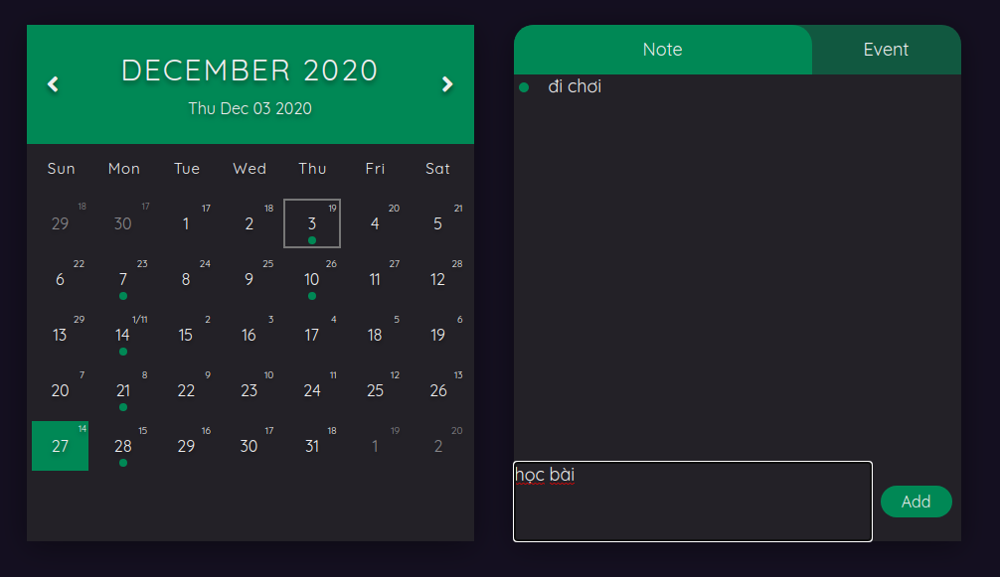 DECEMBER 2020
Thu Dec 03 2020
Sun Mon Tue Wed Thu Fri Sat
29 18 30 17 1 17 2 18 3 19 4 20 5 21
6 22 7 23 8 24 9 25 10 26 11 27 12 28
13 29 14 1/11 15 2 16 3 17 4 18 5 19 6
20 7 21 8 22 9 23 10 24 11 25 12 26 13
27 14 28 15 29 16 30 17 31 18 1 19 2 20
Note Event
đi chơi
học bài
Add